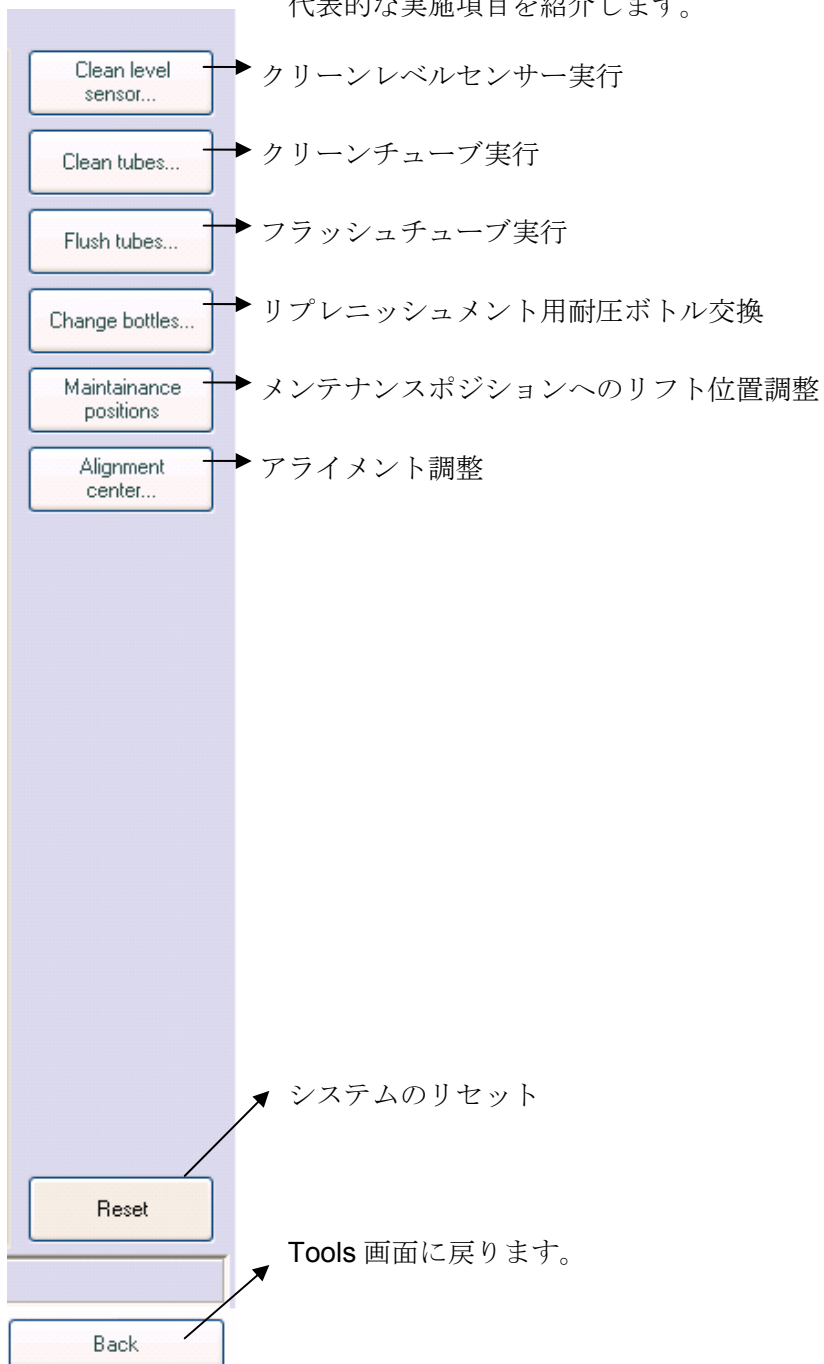 代表的な実施項目を紹介します。
Clean level
sensor...
クリーンレベルセンサー実行
Clean tubes...
クリーンチューブ実行
Flush tubes...
フラッシュチューブ実行
Change bottles...
リプレニッシュメント用耐圧ボトル交換
Maintainance
positions
メンテナンスポジションへのリフト位置調整
Alignment
center...
アライメント調整
システムのリセット
Reset
Tools 画面に戻ります。
Back